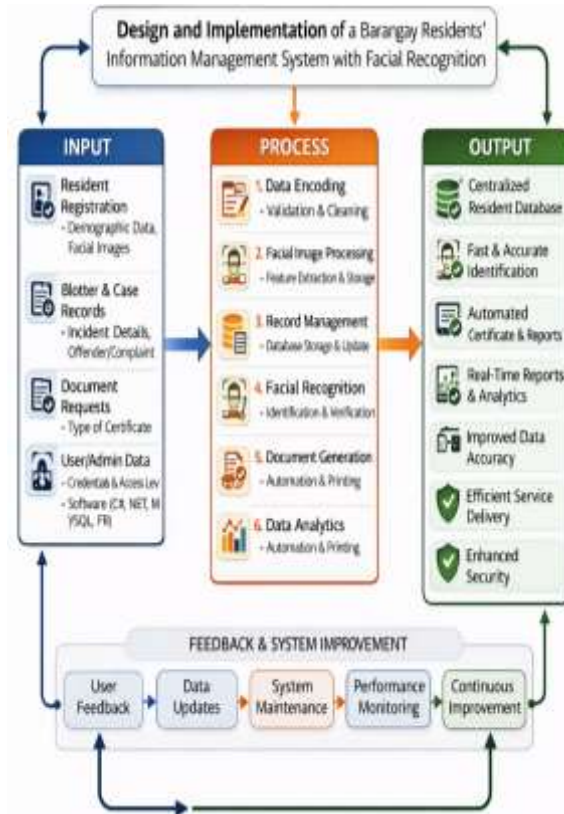 Design and Implementation of a Barangay Residents'
Information Management System with Facial Recognition
INPUT
Resident
Registration
- Demographic Data,
Facial Images
Blotter & Case
Records
- Incident Details,
Offender/Complaint
Document
Requests
- Type of Certificate
User/Admin Data
- Credentials & Access Lev
- Software (C#, NET, M
YSQL, FR)
PROCESS
1. Data Encoding
- Validation & Cleaning
2. Facial Image Processing
- Feature Extraction & Storage
3. Record Management
- Database Storage & Update
4. Facial Recognition
- Identification & Verification
5. Document Generation
- Automation & Printing
6. Data Analytics
- Automation & Printing
OUTPUT
Centralized
Resident Database
Fast & Accurate
Identification
Automated
Certificate & Reports
Real-Time Reports
& Analytics
Improved Data
Accuracy
Efficient Service
Delivery
Enhanced
Security
FEEDBACK & SYSTEM IMPROVEMENT
User
Feedback
Data
Updates
System
Maintenance
Performance
Monitoring
Continuous
Improvement